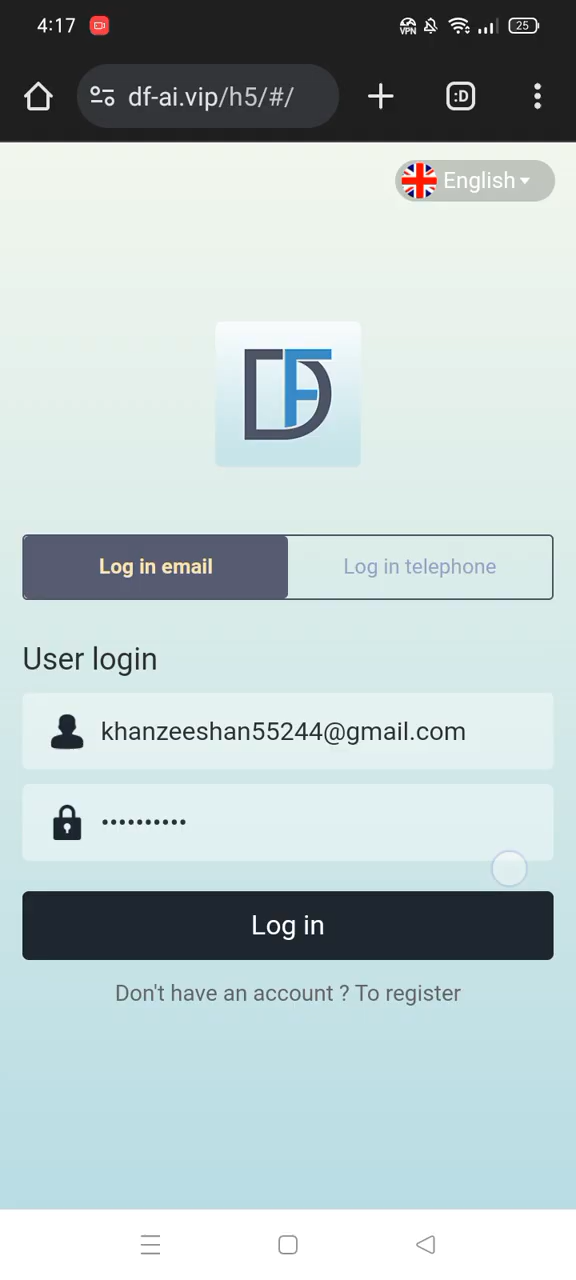 4:17
VPN
25
df-ai.vip/h5/#/
:D
English
DF
Log in email
Log in telephone
User login
khanzeeshan55244@gmail.com
••••••••••
Log in
Don't have an account ? To register